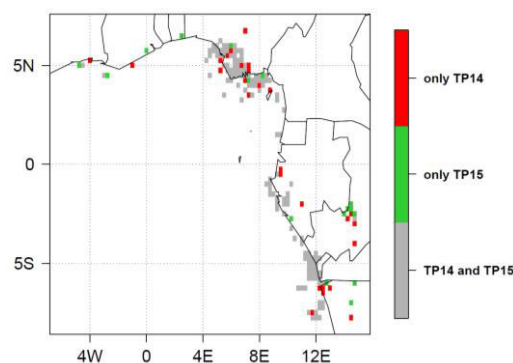 5N
0
5S
4W 0 4E 8E 12E
only TP14
only TP15
TP14 and TP15